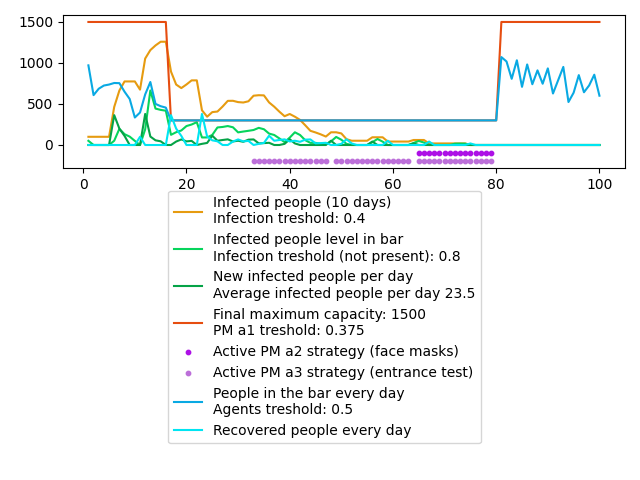 1500
1000
500
0
0 20 40 60 80 100
Infected people (10 days)
Infection treshold: 0.4
Infected people level in bar
Infection treshold (not present): 0.8
New infected people per day
Average infected people per day 23.5
Final maximum capacity: 1500
PM a1 treshold: 0.375
Active PM a2 strategy (face masks)
Active PM a3 strategy (entrance test)
People in the bar every day
Agents treshold: 0.5
Recovered people every day